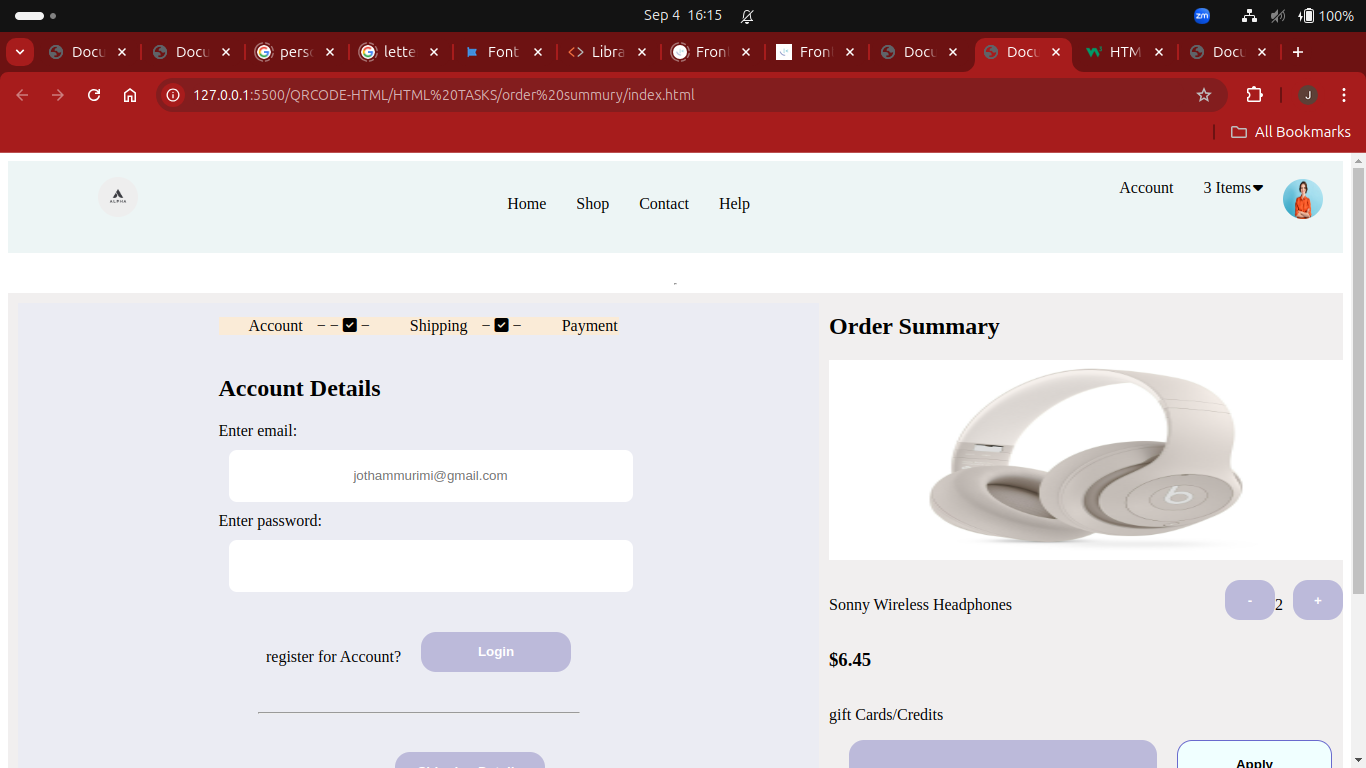 Sep 4 16:15
zm
100%
Docu
Docu
perso
lette
Font
Libra
Front
Front
Docu
Docu
HTM
Docu
127.0.0.1:5500/QRCODE-HTML/HTML%20TASKS/order%20summury/index.html
J
All Bookmarks
ALPHA
Home Shop Contact Help
Account 3 Items
Account – – – Shipping – – Payment
Order Summary
Account Details
Enter email:
jothammurimi@gmail.com
Enter password:
Sonny Wireless Headphones - 2 +
register for Account? Login
$6.45
gift Cards/Credits
Shipping Details
Apply